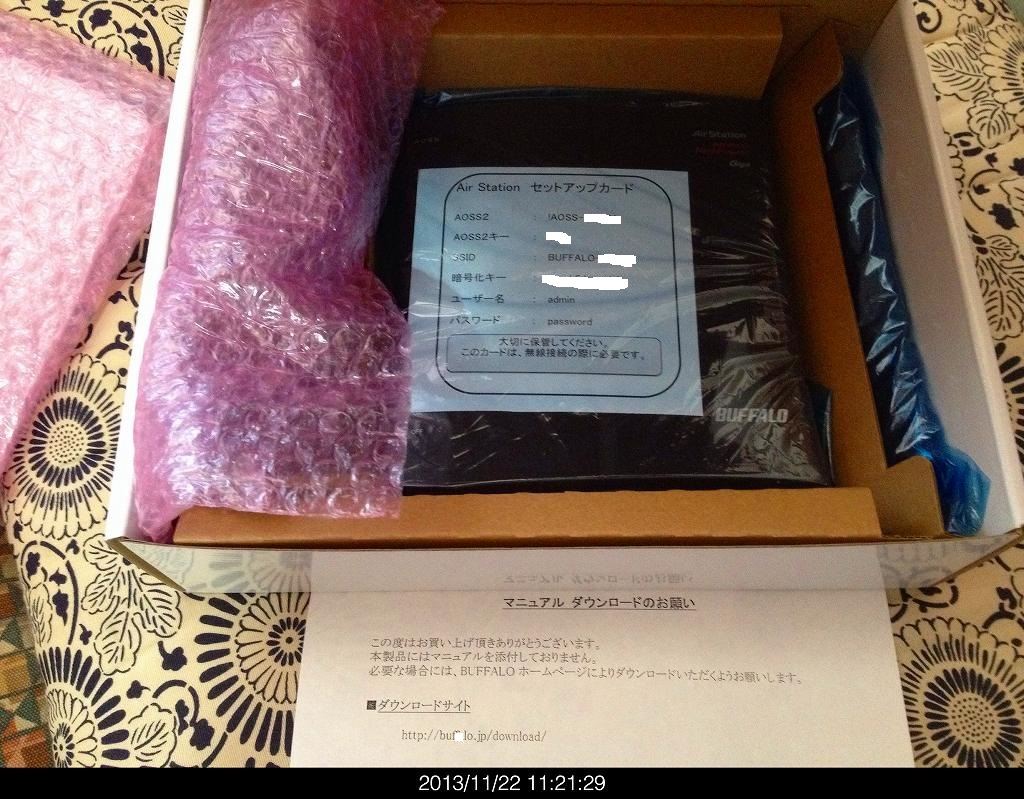 AOSS
Air Station
Giga
Air Station セットアップカード
AOSS2 : !AOSS-
AOSS2キー :
SSID : BUFFALO-
暗号化キー :
ユーザー名 : admin
パスワード : password
大切に保管してください。
このカードは、無線接続の際に必要です。
BUFFALO
マニュアル ダウンロードのお願い
この度はお買い上げ頂きありがとうございます。
本製品にはマニュアルを添付しておりません。
必要な場合には、BUFFALO ホームページによりダウンロードいただくようお願いします。
■ダウンロードサイト
http://buffalo.jp/download/
2013/11/22 11:21:29